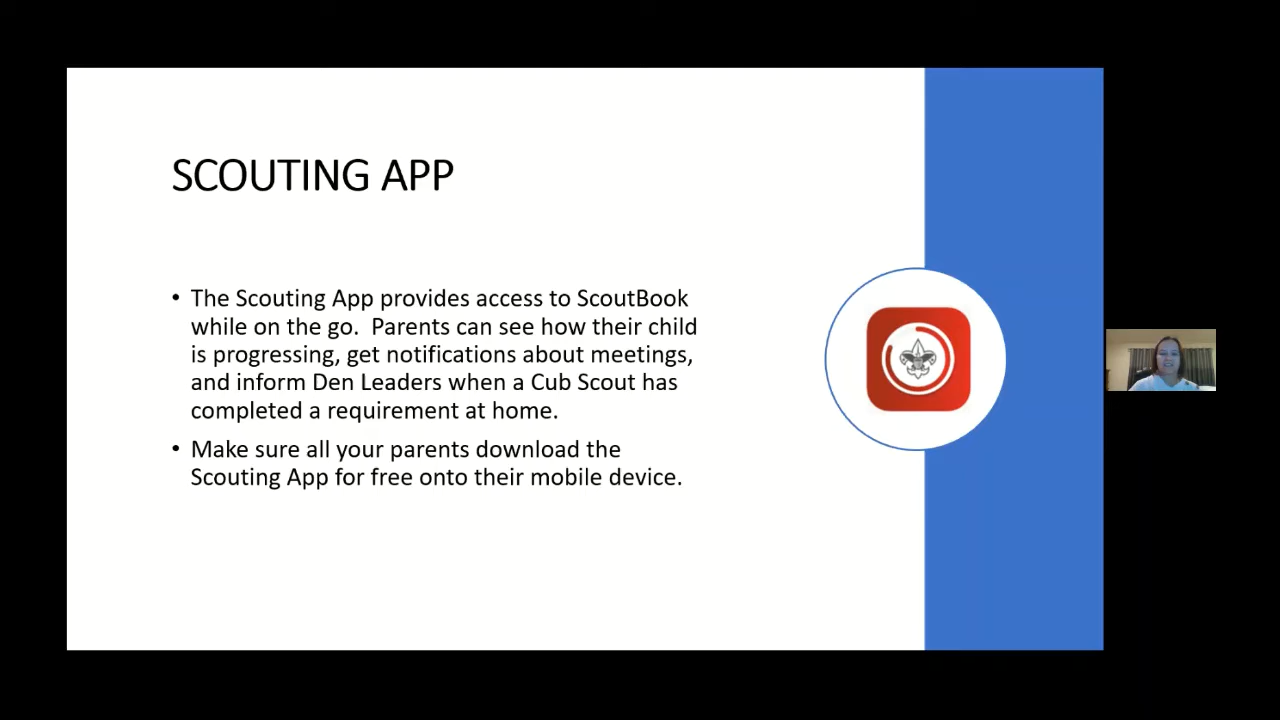 SCOUTING APP
• The Scouting App provides access to ScoutBook
while on the go.  Parents can see how their child
is progressing, get notifications about meetings,
and inform Den Leaders when a Cub Scout has
completed a requirement at home.
• Make sure all your parents download the
Scouting App for free onto their mobile device.